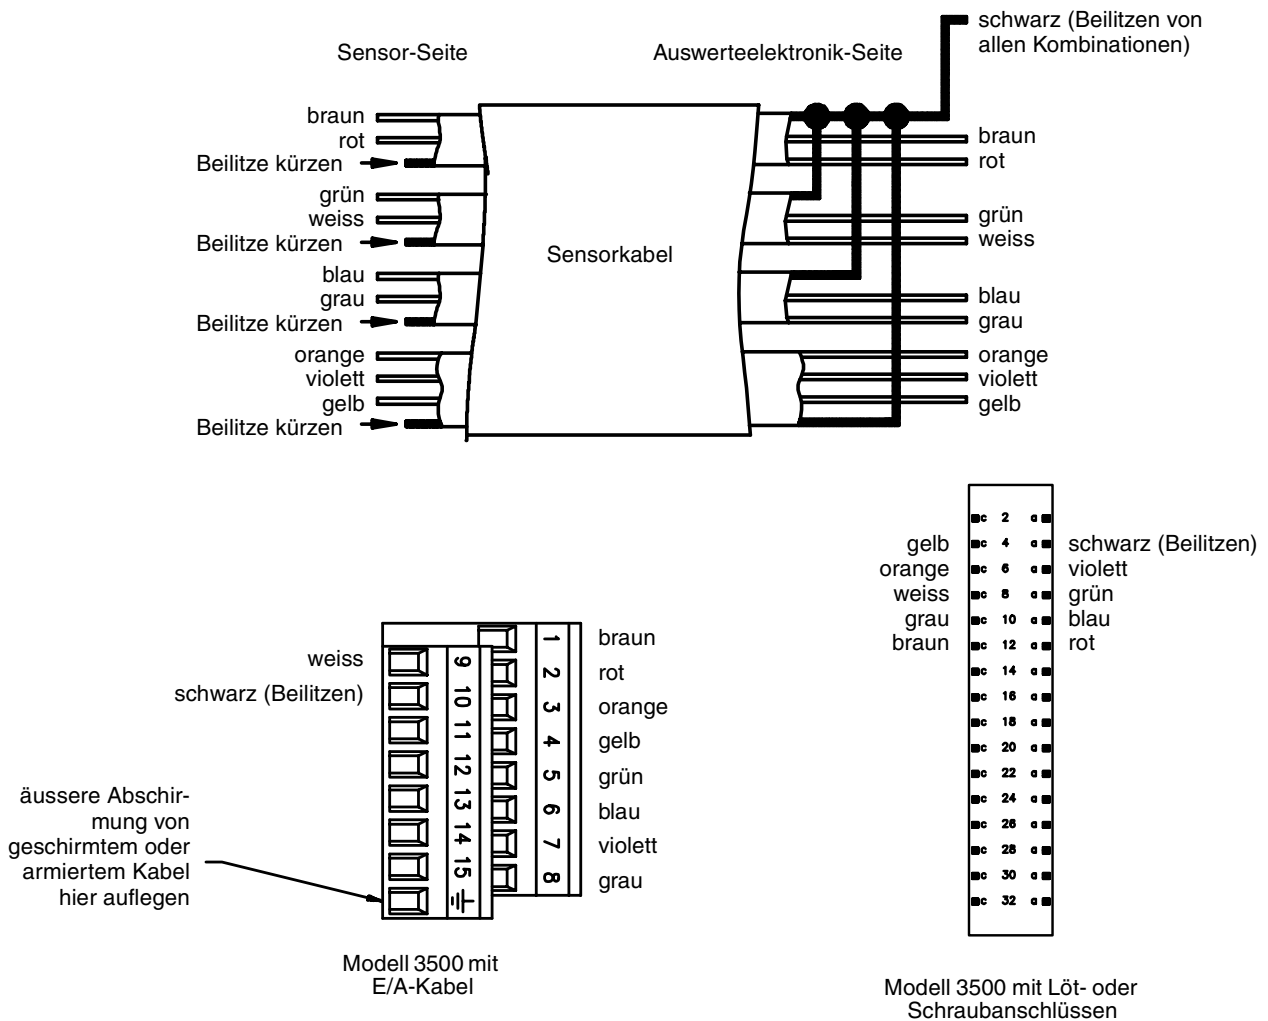 schwarz (Beilitzen von
allen Kombinationen)
Sensor-Seite
Auswerteelektronik-Seite
braun
rot
Beilitze kürzen
grün
weiss
Beilitze kürzen
blau
grau
Beilitze kürzen
orange
violett
gelb
Beilitze kürzen
Sensorkabel
braun
rot
grün
weiss
blau
grau
orange
violett
gelb
weiss
schwarz (Beilitzen)
äussere Abschir-
mung von
geschirmtem oder
armiertem Kabel
hier auflegen
9
10
11
12
13
14
15
1 braun
2 rot
3 orange
4 gelb
5 grün
6 blau
7 violett
8 grau
Modell 3500 mit
E/A-Kabel
c 2 a
gelb c 4 a schwarz (Beilitzen)
orange c 6 a violett
weiss c 8 a grün
grau c 10 a blau
braun c 12 a rot
c 14 a
c 16 a
c 18 a
c 20 a
c 22 a
c 24 a
c 26 a
c 28 a
c 30 a
c 32 a
Modell 3500 mit Löt- oder
Schraubanschlüssen